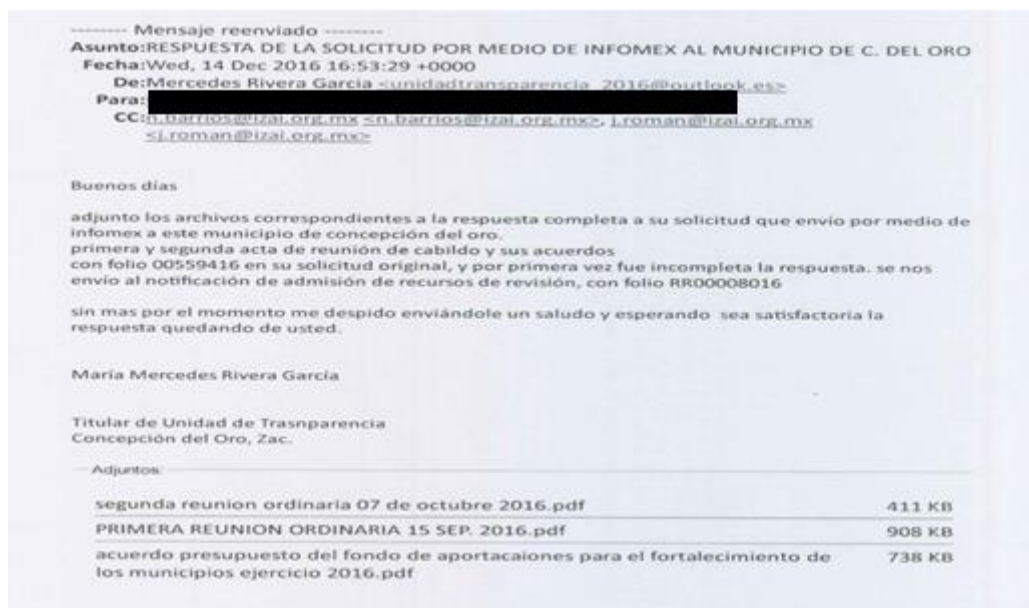 -------- Mensaje reenviado --------
Asunto:RESPUESTA DE LA SOLICITUD POR MEDIO DE INFOMEX AL MUNICIPIO DE C. DEL ORO
Fecha:Wed, 14 Dec 2016 16:53:29 +0000
De:Mercedes Rivera Garcia <unidadtransparencia_2016@outlook.es>
Para:
CC:n.barrios@izai.org.mx <n.barrios@izai.org.mx>, j.roman@izai.org.mx
<j.roman@izai.org.mx>
Buenos días
adjunto los archivos correspondientes a la respuesta completa a su solicitud que envío por medio de
infomex a este municipio de concepción del oro.
primera y segunda acta de reunión de cabildo y sus acuerdos
con folio 00559416 en su solicitud original, y por primera vez fue incompleta la respuesta. se nos
envío al notificación de admisión de recursos de revisión, con folio RR00008016
sin mas por el momento me despido enviándole un saludo y esperando sea satisfactoria la
respuesta quedando de usted.
María Mercedes Rivera García
Titular de Unidad de Trasnparencia
Concepción del Oro, Zac.
Adjuntos:
segunda reunion ordinaria 07 de octubre 2016.pdf 411 KB
PRIMERA REUNION ORDINARIA 15 SEP. 2016.pdf 908 KB
acuerdo presupuesto del fondo de aportacaiones para el fortalecimiento de 738 KB
los municipios ejercicio 2016.pdf